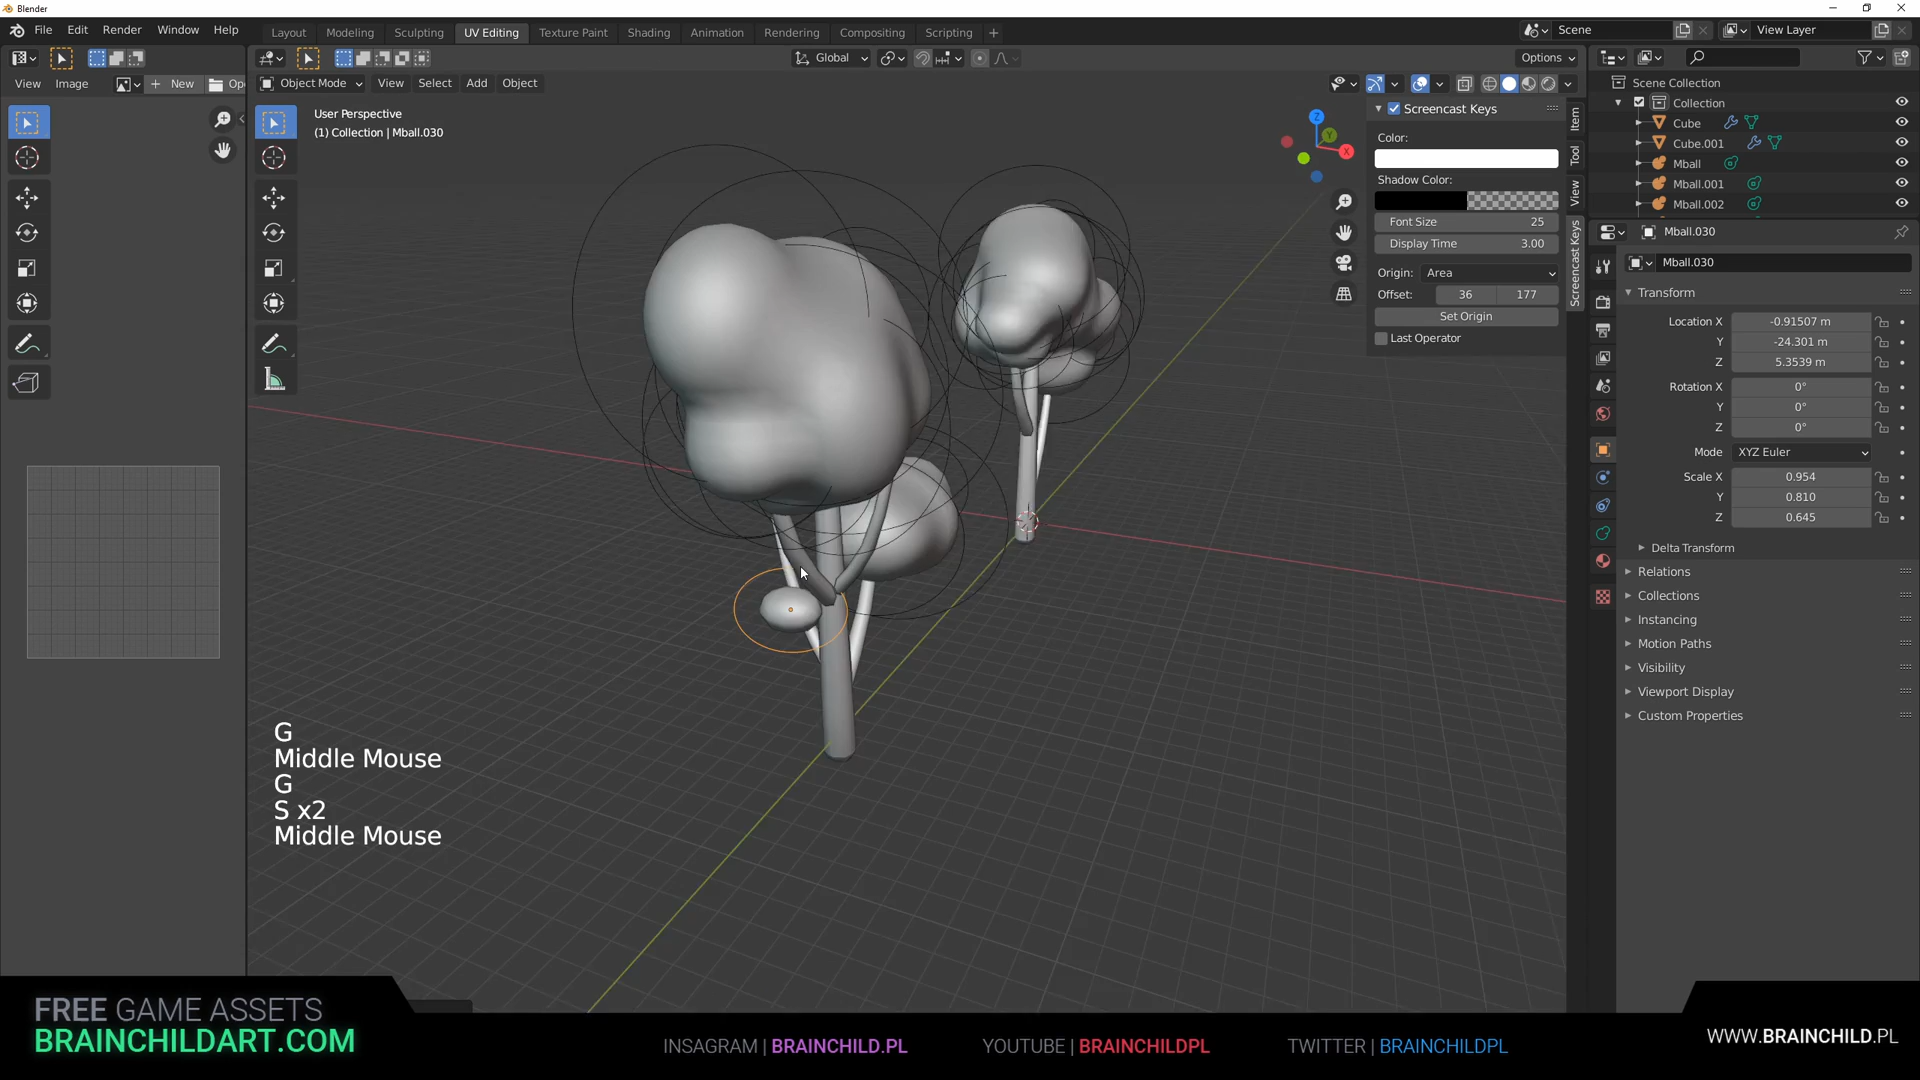 Blender
File Edit Render Window Help
Layout Modeling Sculpting UV Editing Texture Paint Shading Animation Rendering Compositing Scripting +
Scene
View Layer
Global
Options
View Image + New Op
Object Mode View Select Add Object
User Perspective
(1) Collection | Mball.030
Z
Y
X
Screencast Keys
Color:
Shadow Color:
Font Size 25
Display Time 3.00
Origin: Area
Offset: 36 177
Set Origin
Last Operator
Item
Tool
View
Screencast Keys
Scene Collection
Collection
Cube
Cube.001
Mball
Mball.001
Mball.002
Mball.030
Mball.030
Transform
Location X -0.91507 m
Y -24.301 m
Z 5.3539 m
Rotation X 0°
Y 0°
Z 0°
Mode XYZ Euler
Scale X 0.954
Y 0.810
Z 0.645
Delta Transform
Relations
Collections
Instancing
Motion Paths
Visibility
Viewport Display
Custom Properties
G
Middle Mouse
G
S x2
Middle Mouse
FREE GAME ASSETS
BRAINCHILDART.COM
INSAGRAM | BRAINCHILD.PL
YOUTUBE | BRAINCHILDPL
TWITTER | BRAINCHILDPL
WWW.BRAINCHILD.PL